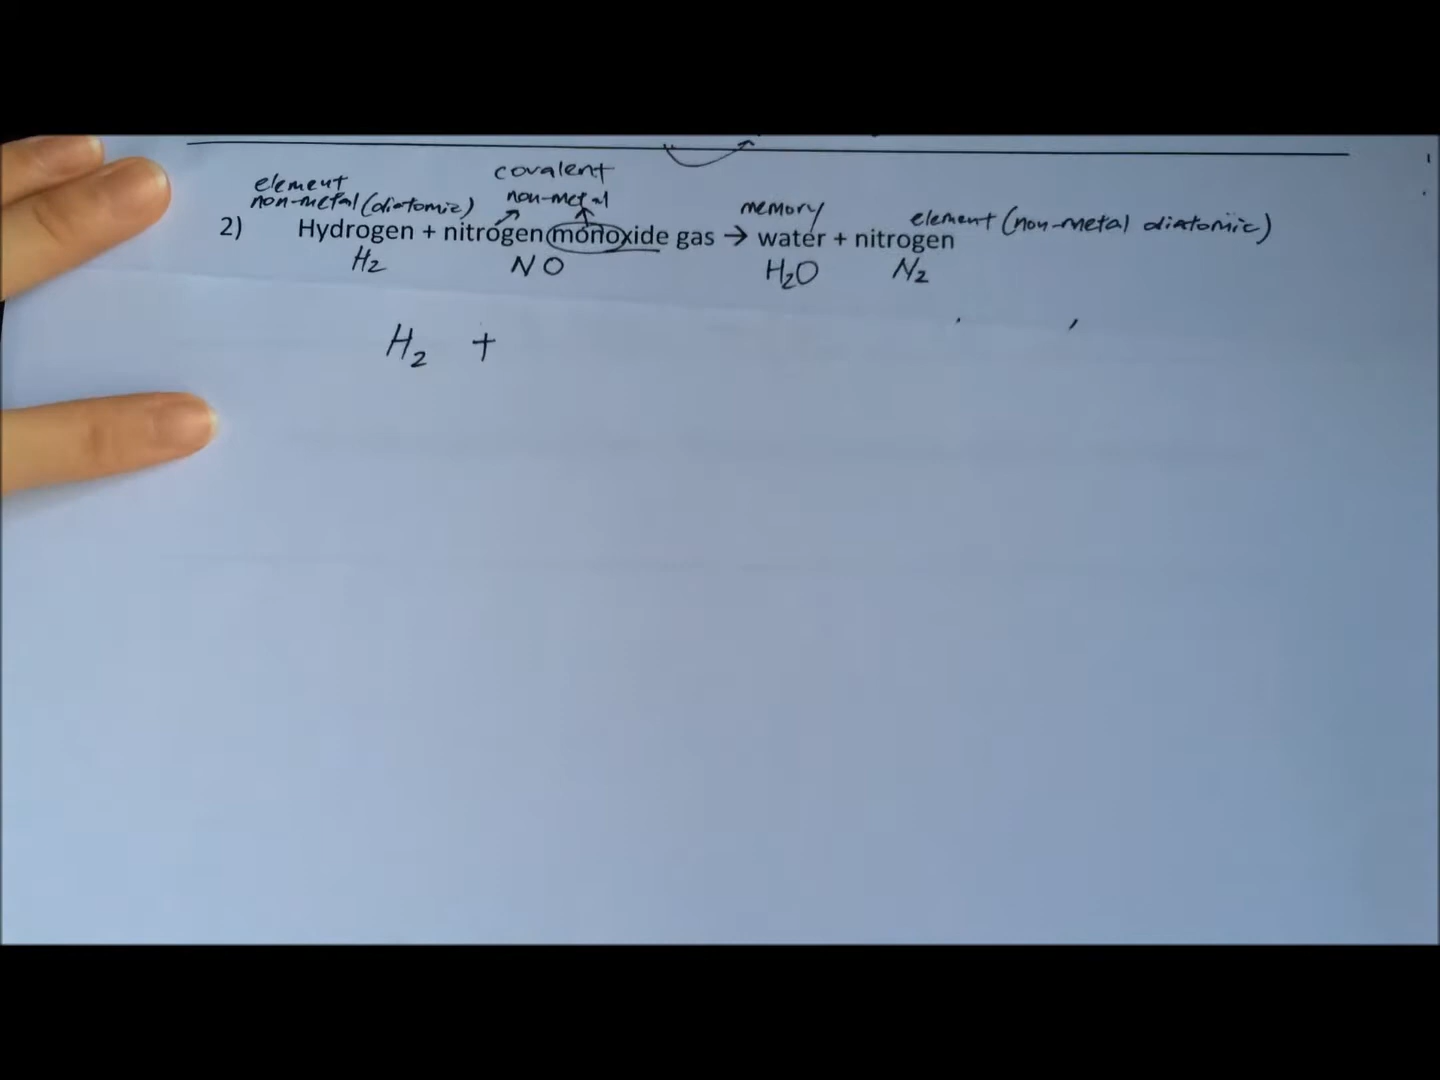 covalent
element
non-metal (diatomic) non-metal
memory
element (non-metal diatomic)
2) Hydrogen + nitrogen monoxide gas → water + nitrogen
H₂ NO H₂O N₂
H₂ +